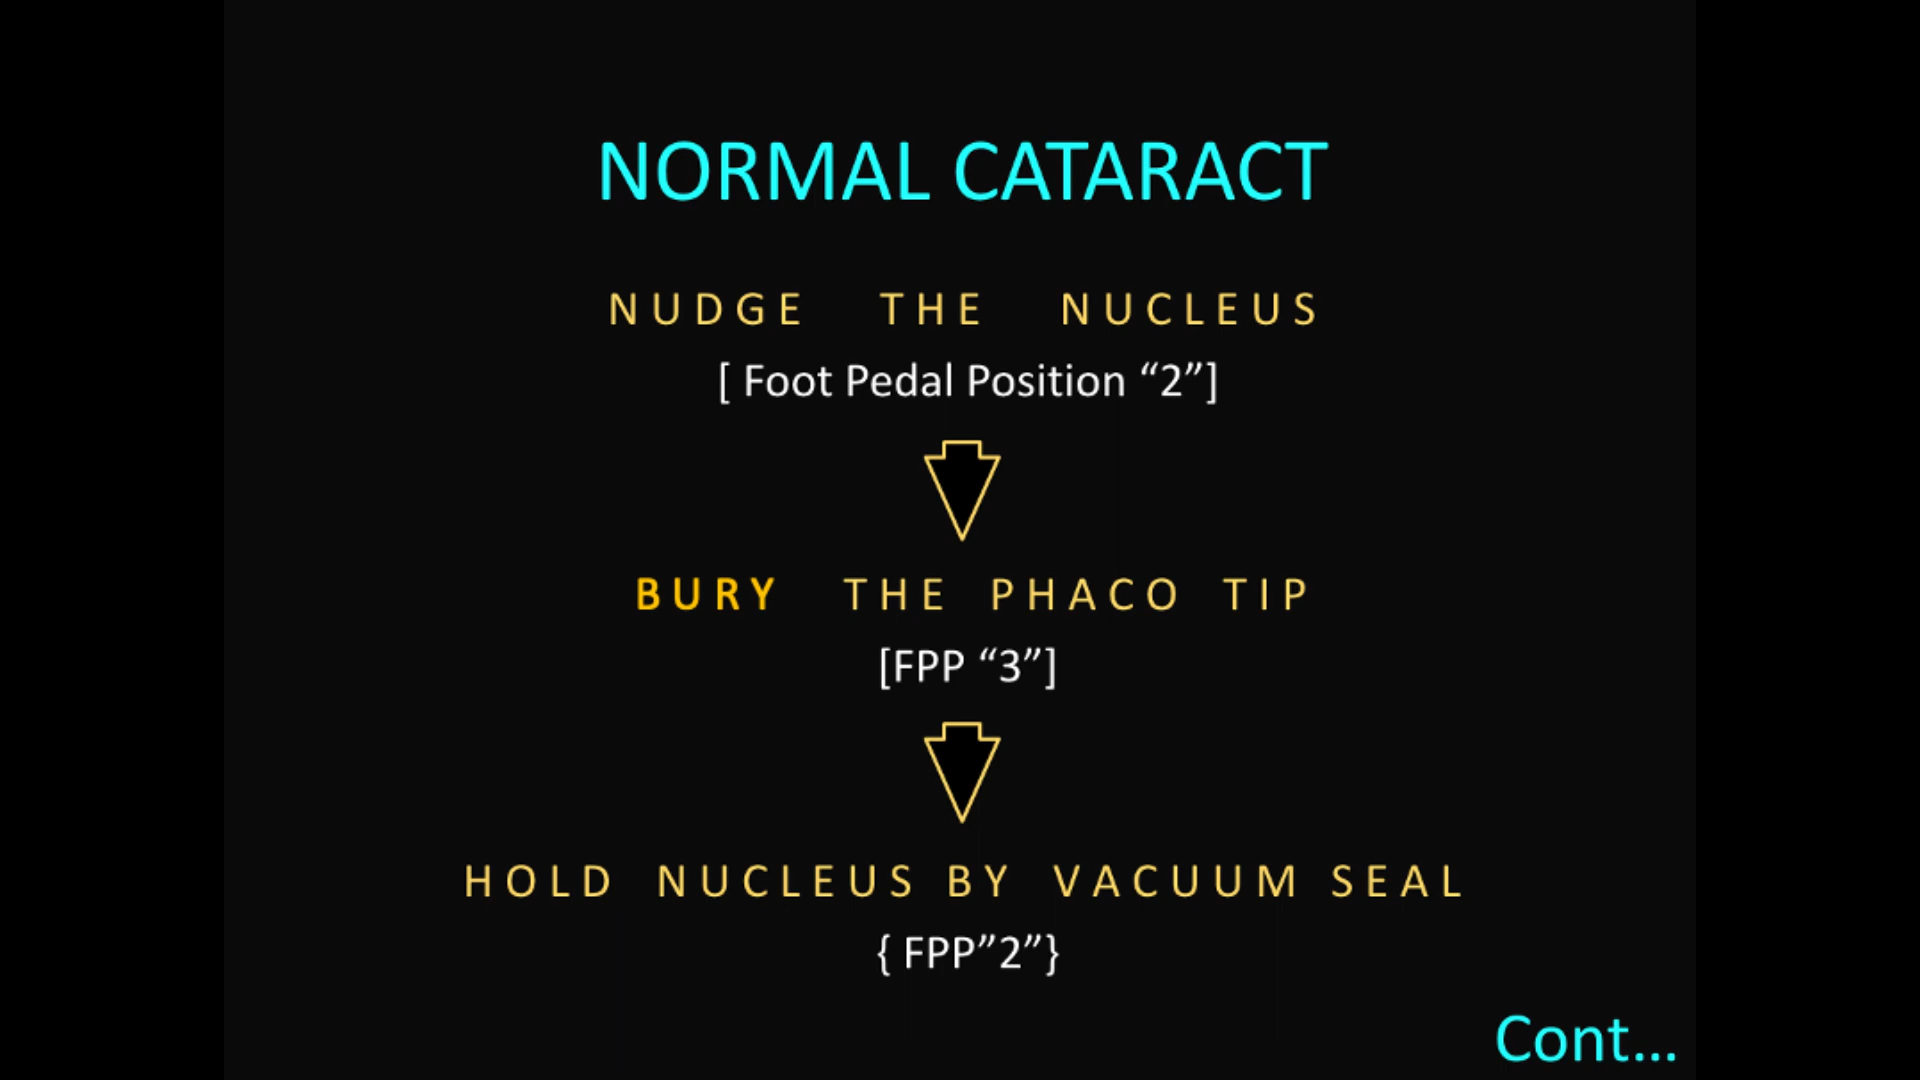 NORMAL CATARACT
NUDGE THE NUCLEUS
[ Foot Pedal Position “2”]
BURY THE PHACO TIP
[FPP “3”]
HOLD NUCLEUS BY VACUUM SEAL
{ FPP”2”}
Cont...